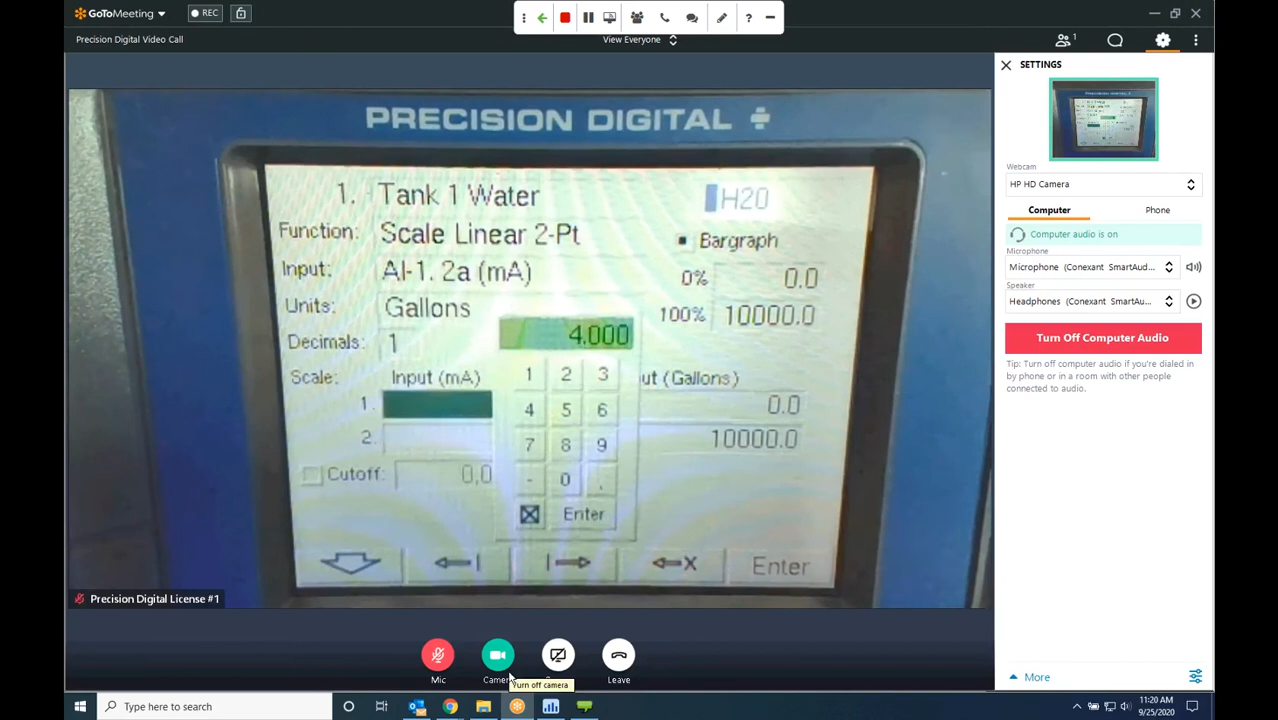 GoToMeeting REC
?
Precision Digital Video Call
View Everyone
1
SETTINGS
PRECISION DIGITAL
1. Tank 1 Water H20
Function: Scale Linear 2-Pt Bargraph
Input: AI-1. 2a (mA) 0% 0.0
Units: Gallons 100% 10000.0
Decimals: 1
4.000
Scale: Input (mA) ut (Gallons)
1. 0.0
2. 10000.0
Cutoff: 0,0
1 2 3
4 5 6
7 8 9
- 0 .
Enter
Enter
Webcam
HP HD Camera
Computer Phone
Computer audio is on
Microphone
Microphone (Conexant SmartAud...
Speaker
Headphones (Conexant SmartAu...
Turn Off Computer Audio
Tip: Turn off computer audio if you're dialed in
by phone or in a room with other people
connected to audio.
More
Precision Digital License #1
Mic Camer Leave
Turn off camera
Type here to search
11:20 AM
9/25/2020